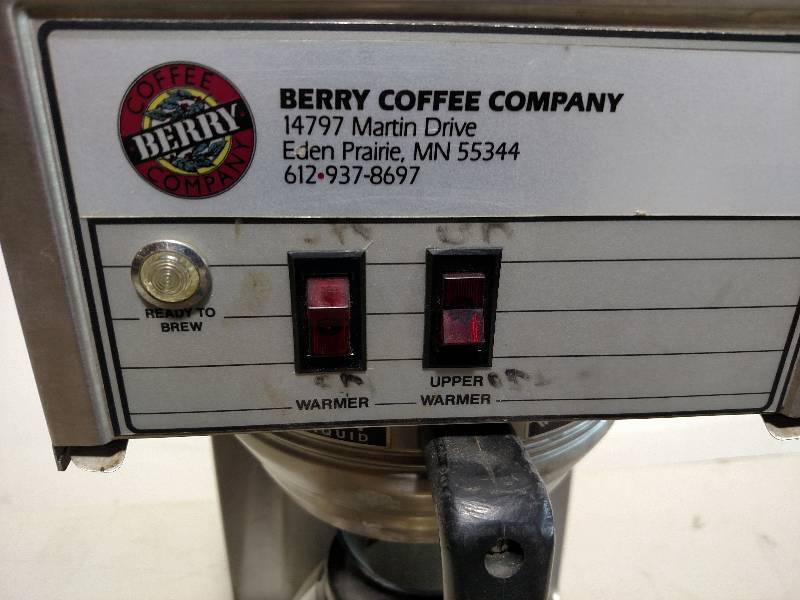 COFFEE
BERRY
COMPANY
BERRY COFFEE COMPANY
14797 Martin Drive
Eden Prairie, MN 55344
612•937-8697
READY TO
BREW
WARMER
UPPER
WARMER